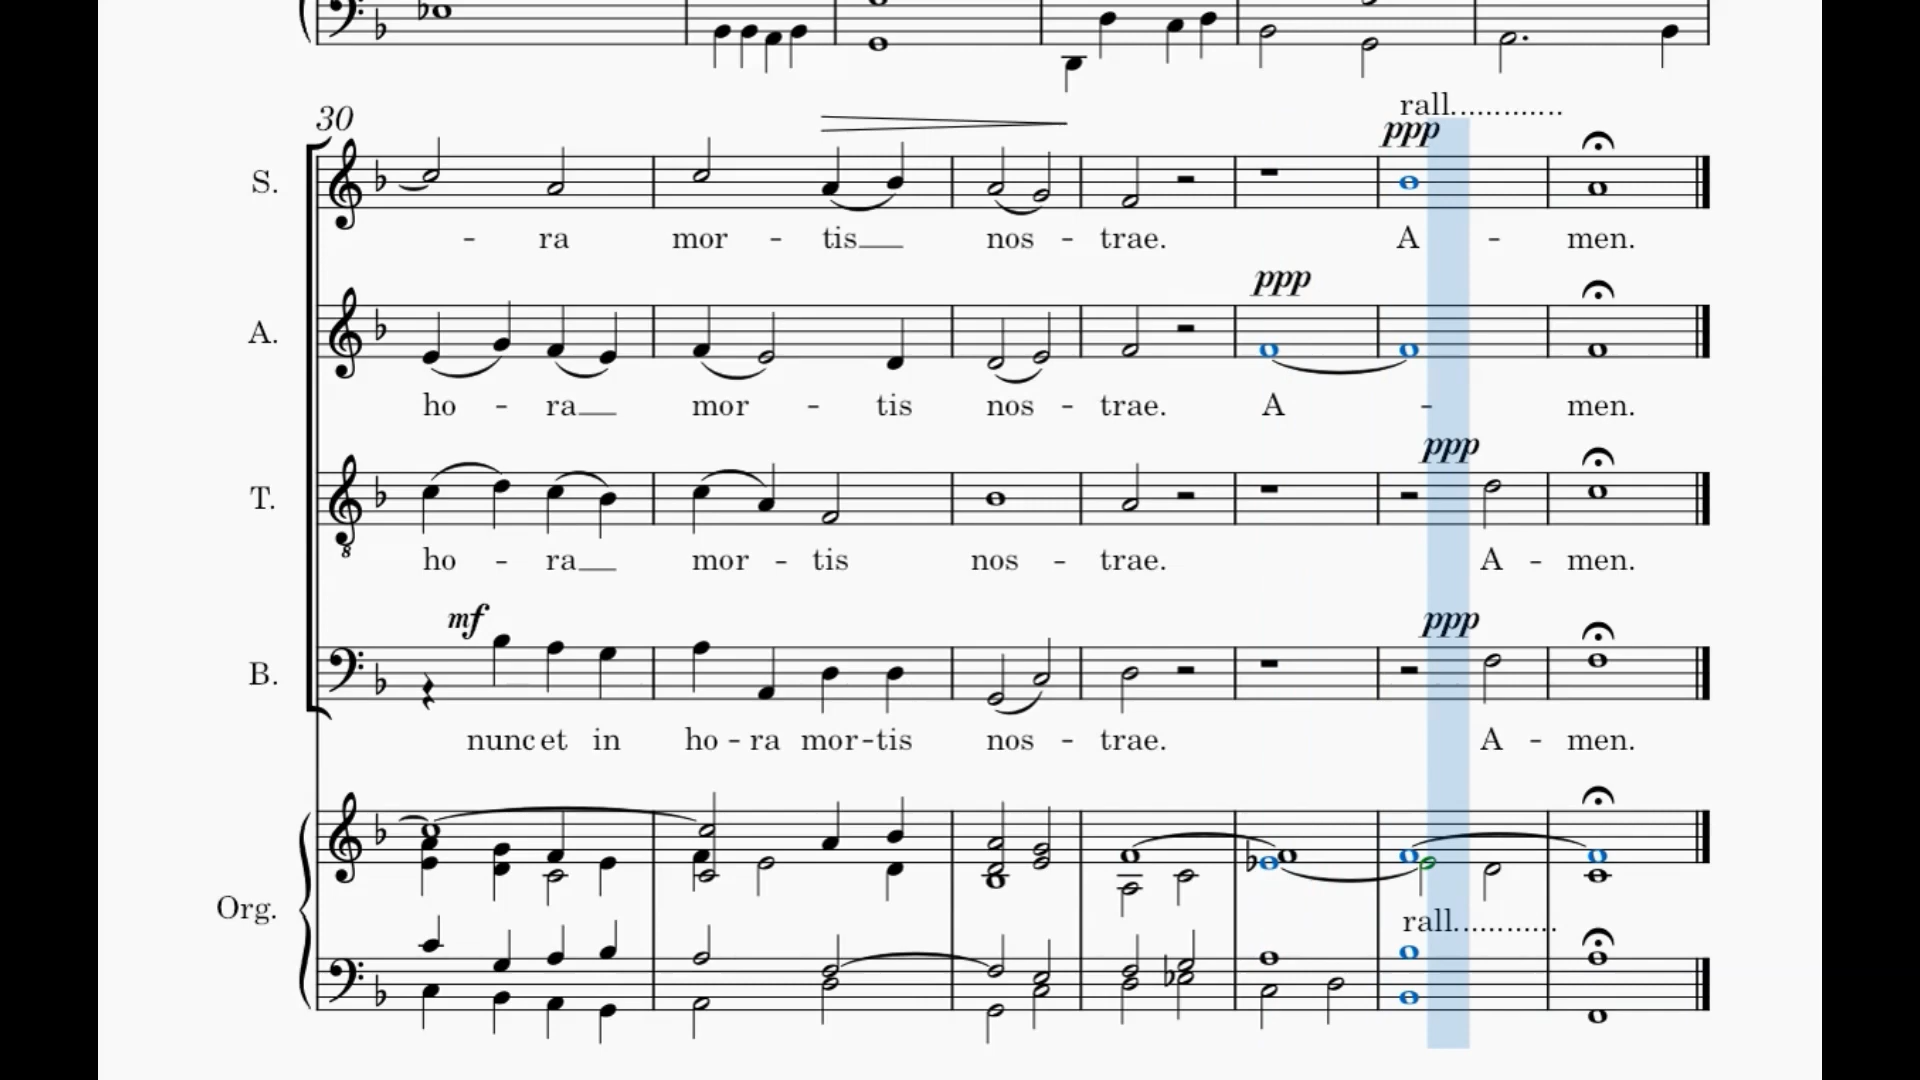 rall............
30
ppp
S.
- ra mor - tis nos - trae. A - men.
ppp
A.
ho - ra mor - tis nos - trae. A - men.
ppp
T.
8
ho - ra mor - tis nos - trae. A - men.
mf ppp
B.
nunc et in ho - ra mor - tis nos - trae. A - men.
Org.
rall............